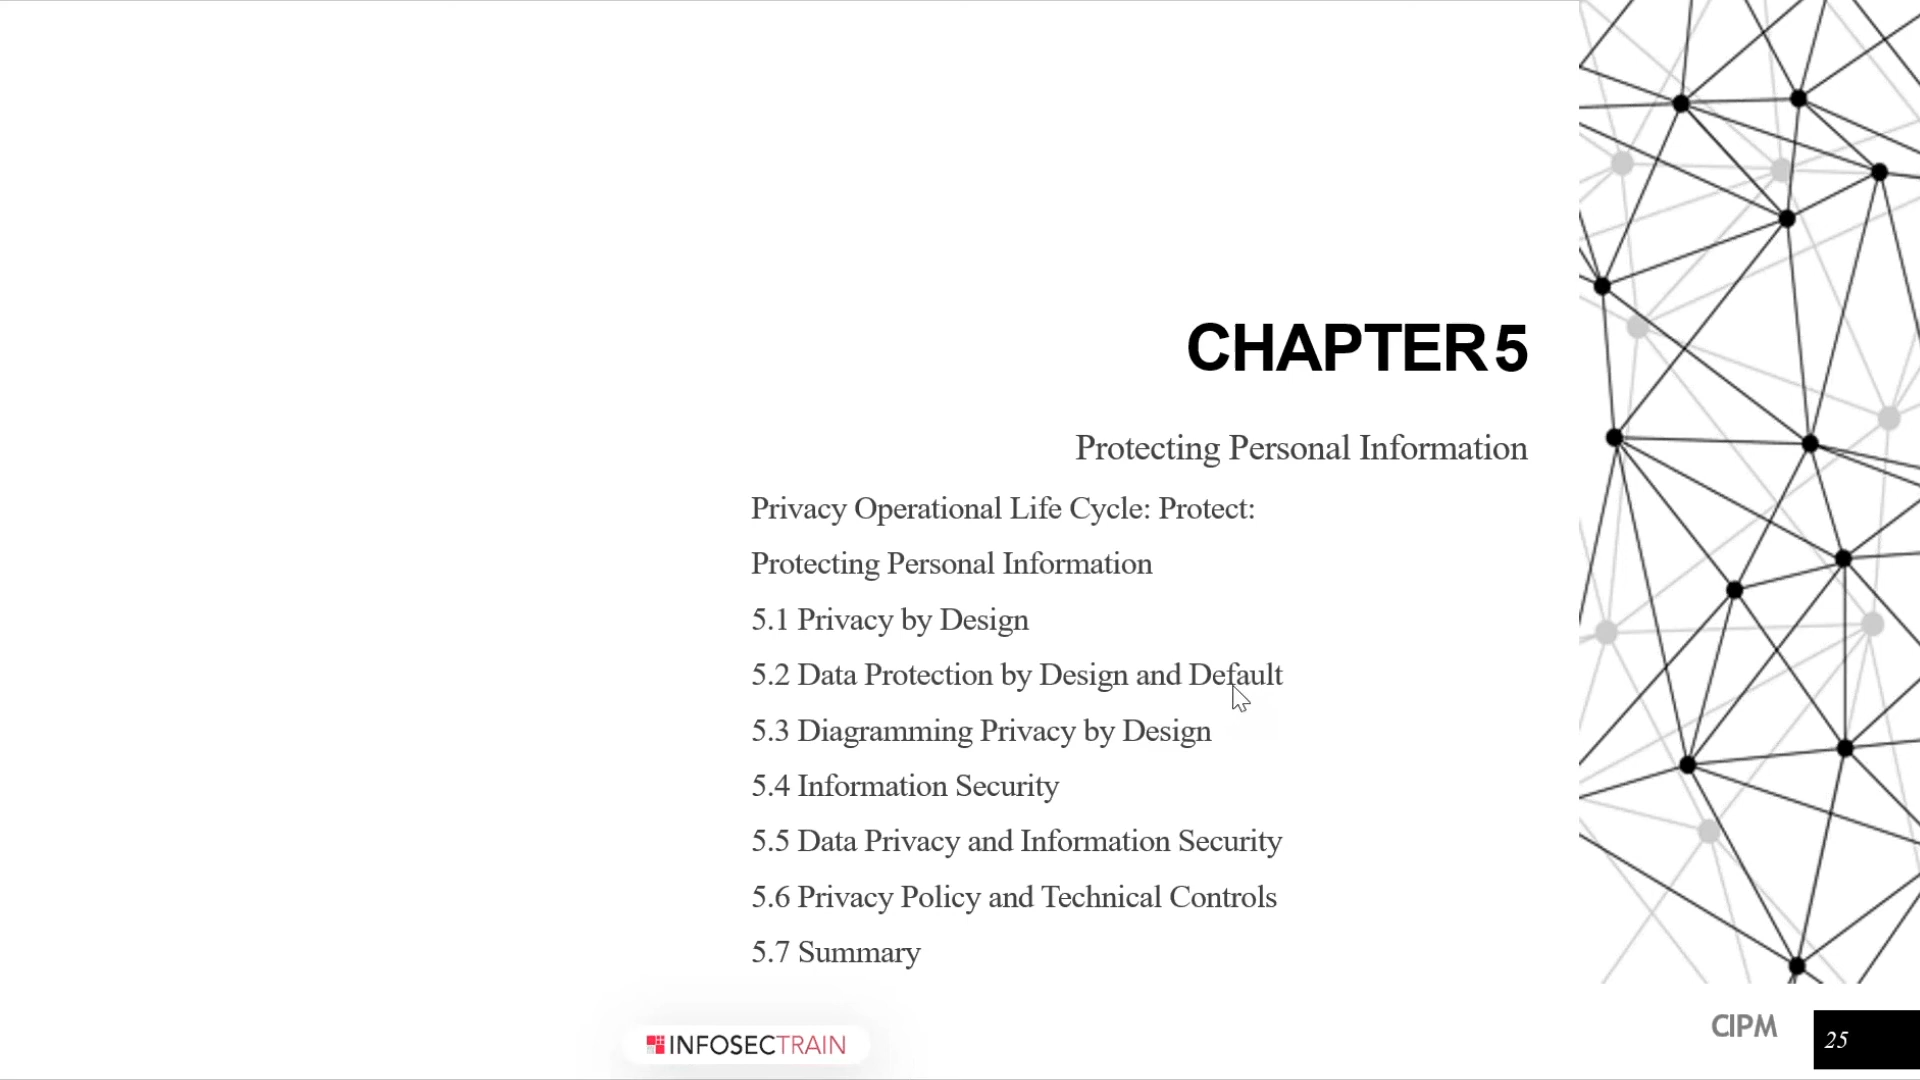 CHAPTER 5
Protecting Personal Information
Privacy Operational Life Cycle: Protect:
Protecting Personal Information
5.1 Privacy by Design
5.2 Data Protection by Design and Default
5.3 Diagramming Privacy by Design
5.4 Information Security
5.5 Data Privacy and Information Security
5.6 Privacy Policy and Technical Controls
5.7 Summary
INFOSECTRAIN
CIPM
25